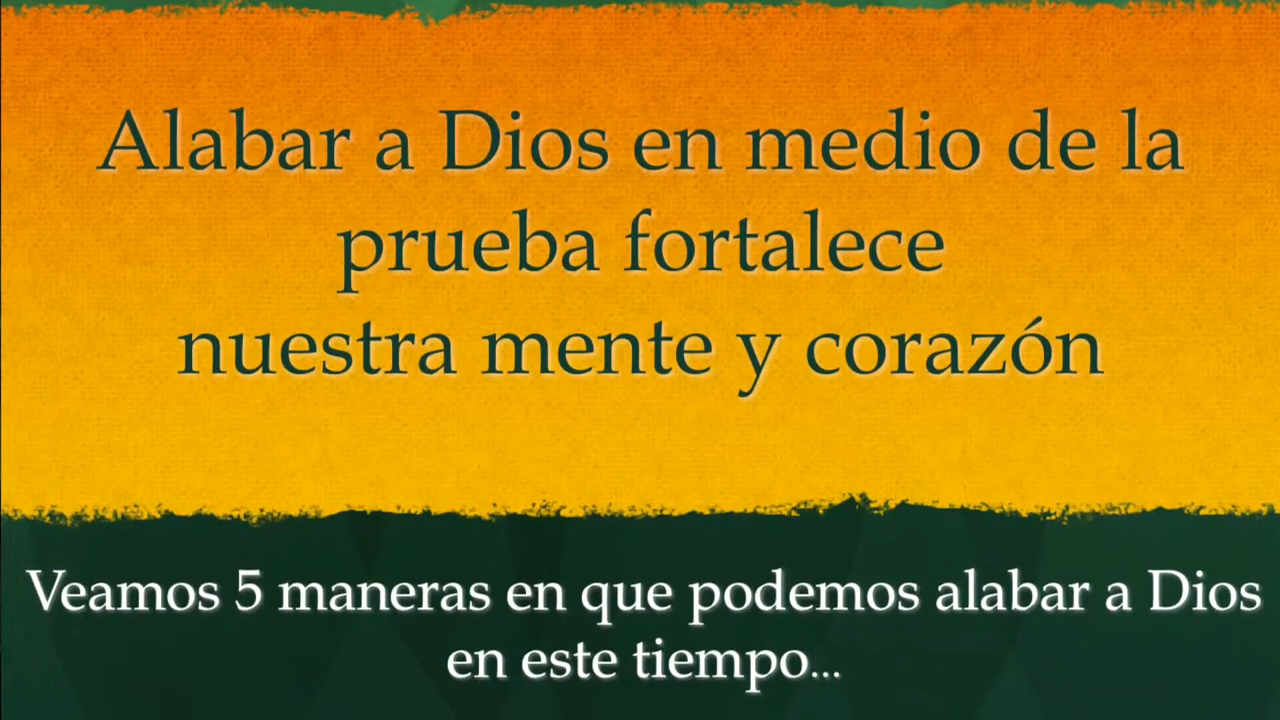 Alabar a Dios en medio de la
prueba fortalece
nuestra mente y corazón
Veamos 5 maneras en que podemos alabar a Dios
en este tiempo...